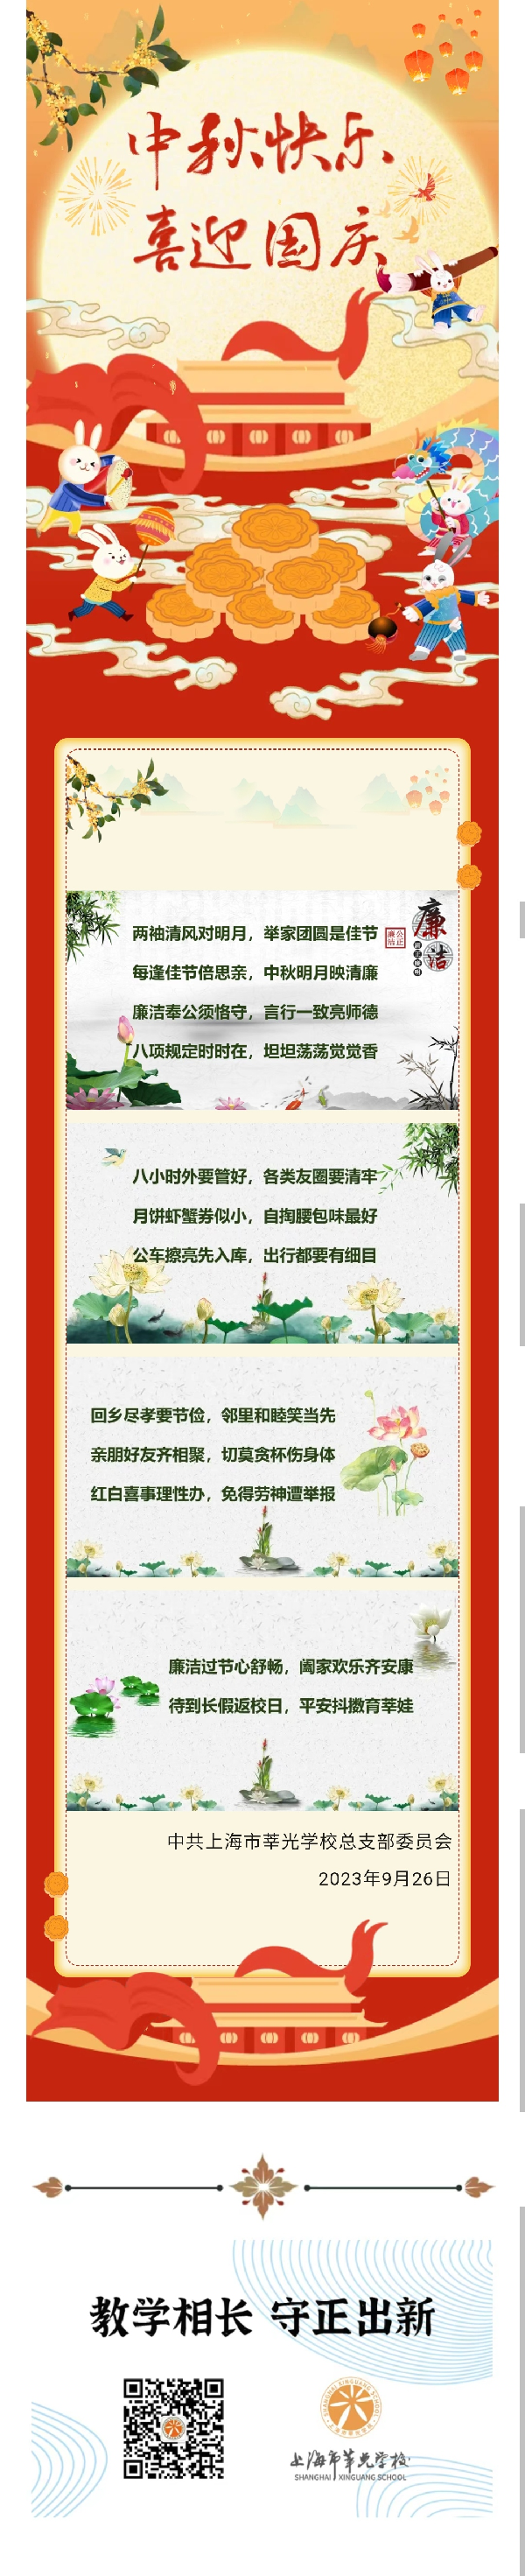 中秋快乐
喜迎国庆
两袖清风对明月，举家团圆是佳节
每逢佳节倍思亲，中秋明月映清廉
廉洁奉公须恪守，言行一致亮师德
八项规定时时在，坦坦荡荡觉觉香
廉洁
八小时外要管好，各类友圈要清牢
月饼虾蟹券似小，自掏腰包味最好
公车擦亮先入库，出行都要有细目
回乡尽孝要节俭，邻里和睦笑当先
亲朋好友齐相聚，切莫贪杯伤身体
红白喜事理性办，免得劳神遭举报
廉洁过节心舒畅，阖家欢乐齐安康
待到长假返校日，平安抖擞育莘娃
中共上海市莘光学校总支部委员会
2023年9月26日
教学相长 守正出新
上海市莘光学校
SHANGHAI XINGUANG SCHOOL